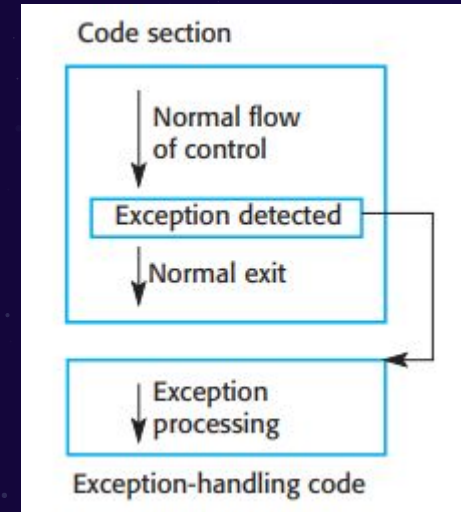 Code section
Normal flow
of control
Exception detected
Normal exit
Exception
processing
Exception-handling code